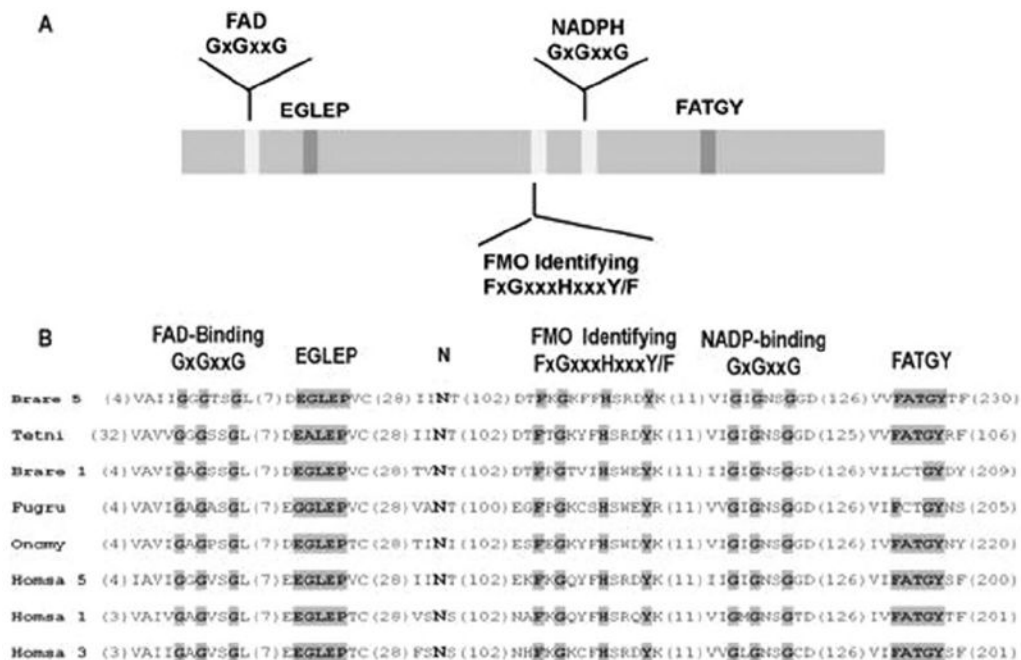 A
FAD
GxGxxG
NADPH
GxGxxG
EGLEP
FATGY
FMO Identifying
FxGxxxHxxxY/F
B
FAD-Binding
GxGxxG
EGLEP
N
FMO Identifying
FxGxxxHxxxY/F
NADP-binding
GxGxxG
FATGY
Brare 5 (4)VAIIGGGTSGL(7)DEGLEPVC(28)IINT(102)DTFKGKFFHSRDYK(11)VIGIGNSGGD(126)VVFATGYTF(230)
Tetni (32)VAVVGGGSSGL(7)DEALEPVC(28)IINT(102)DTFTGKYFHSRDYK(11)VIGIGNSGGD(125)VVFATGYRF(106)
Brare 1 (4)VAVIGAGSSGL(7)DEGLEPVC(28)TVNT(102)DTFPGTVIHSWEYK(11)IIGIGNSGGD(126)VILCTGYDY(209)
Fugru (4)VAVIGAGASGL(7)EGGLEPVC(28)VANT(100)EGFPGKCSHSWEYR(11)VVGIGNSGGD(126)VIFCTGYNS(205)
Oncmy (4)VAVIGAGPSGL(7)DEGLEPTC(28)TINI(102)ESFEGKYFHSWDYK(11)VIGIGNSGGD(126)IVFATGYNY(220)
Homsa 5 (4)IAVIGGGVSGL(7)EEGLEPVC(28)IINT(102)EKFKGQYFHSRDYK(11)IIGIGNSGGD(126)VIFATGYSF(200)
Homsa 1 (3)VAIVGAGVSGL(7)EEGLEPTC(28)VSNS(102)NAFKGQYFHSRQYK(11)VIGMGNSGTD(126)IVFATGYTF(201)
Homsa 3 (3)VAIIGAGVSGL(7)EEGLEPTC(28)FSNS(102)NHFKGKCFHSRDYK(11)VVGLGNSGCD(126)VIFATGYSF(201)